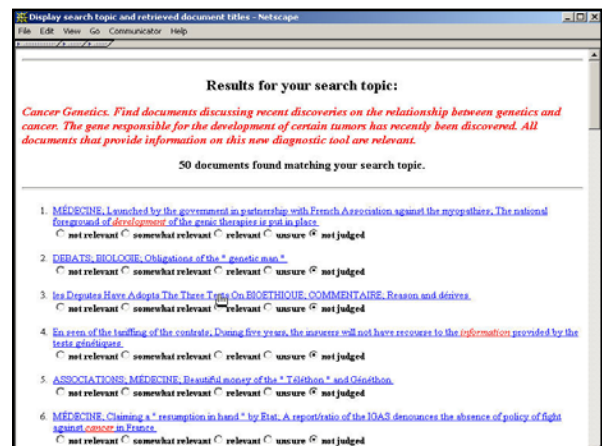 Display search topic and retrieved document titles - Netscape
File Edit View Go Communicator Help
Results for your search topic:
Cancer Genetics. Find documents discussing recent discoveries on the relationship between genetics and
cancer. The gene responsible for the development of certain tumors has recently been discovered. All
documents that provide information on this new diagnostic tool are relevant.
50 documents found matching your search topic.
1. MÉDECINE; Launched by the government in partnership with French Association against the myopathies; The national
foreground of development of the genic therapies is put in place
not relevant somewhat relevant relevant unsure not judged
2. DEBATS; BIOLOGIE; Obligations of the " genetic man "
not relevant somewhat relevant relevant unsure not judged
3. les Deputes Have Adopta The Three Texts On BIOETHIQUE; COMMENTAIRE; Reason and dérives
not relevant somewhat relevant relevant unsure not judged
4. En seen of the tariffing of the contrats; During five years, the insurers will not have recourse to the information provided by the
tests génétiques
not relevant somewhat relevant relevant unsure not judged
5. ASSOCIATIONS; MÉDECINE; Beautiful money of the " Téléthon " and Généthon
not relevant somewhat relevant relevant unsure not judged
6. MÉDECINE; Claiming a " resumption in hand " by Etat; A report/ratio of the IGAS denounces the absence of policy of fight
against cancer in France
not relevant somewhat relevant relevant unsure not judged